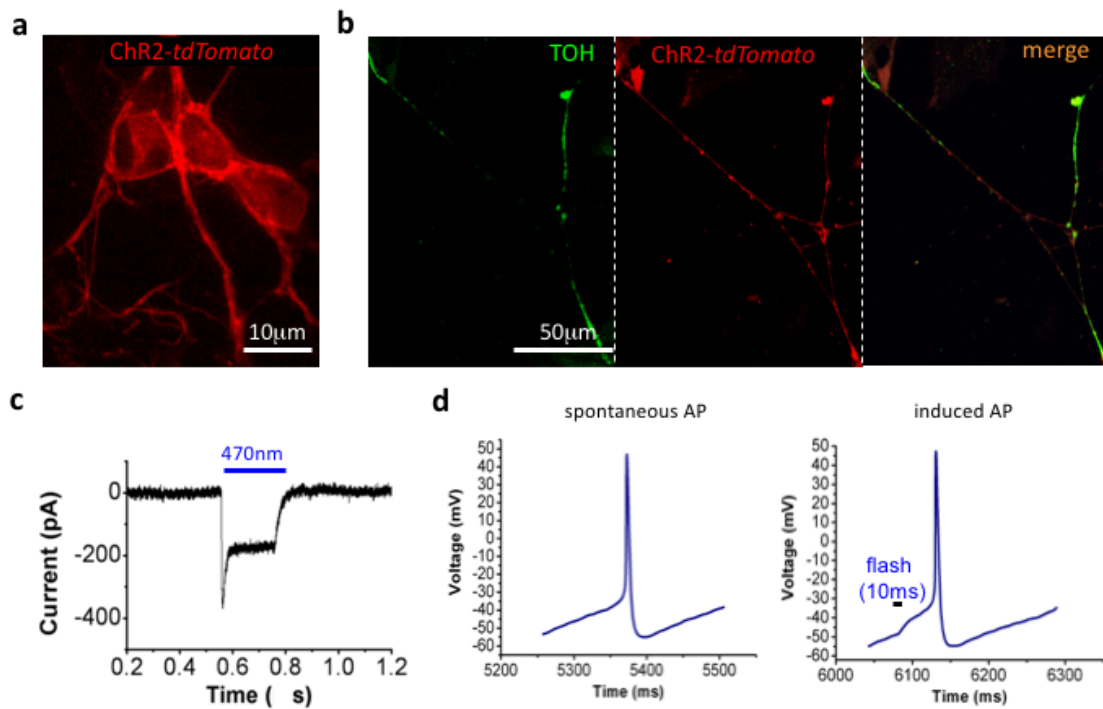 a
ChR2-tdTomato
10μm
b
TOH
ChR2-tdTomato
merge
50μm
c
470nm
Current (pA)
0
-200
-400
0.2 0.4 0.6 0.8 1.0 1.2
Time ( s)
d
spontaneous AP
Voltage (mV)
50
40
30
20
10
0
-10
-20
-30
-40
-50
-60
5200 5300 5400 5500
Time (ms)
induced AP
Voltage (mV)
50
40
30
20
10
0
-10
-20
-30
-40
-50
-60
flash
(10ms)
6000 6100 6200 6300
Time (ms)